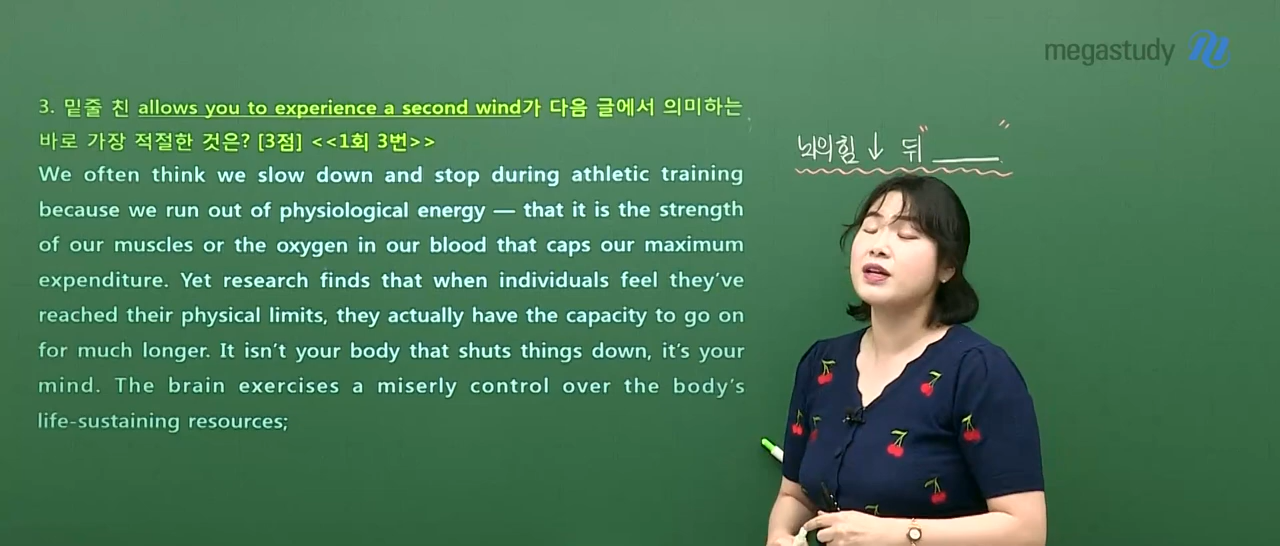 megastudy
3. 밑줄 친 allows you to experience a second wind가 다음 글에서 의미하는
바로 가장 적절한 것은? [3점] <<1회 3번>>
We often think we slow down and stop during athletic training
because we run out of physiological energy — that it is the strength
of our muscles or the oxygen in our blood that caps our maximum
expenditure. Yet research finds that when individuals feel they’ve
reached their physical limits, they actually have the capacity to go on
for much longer. It isn’t your body that shuts things down, it’s your
mind. The brain exercises a miserly control over the body’s
life-sustaining resources;
뇌의 힘 ↓ 뒤 " ____ "